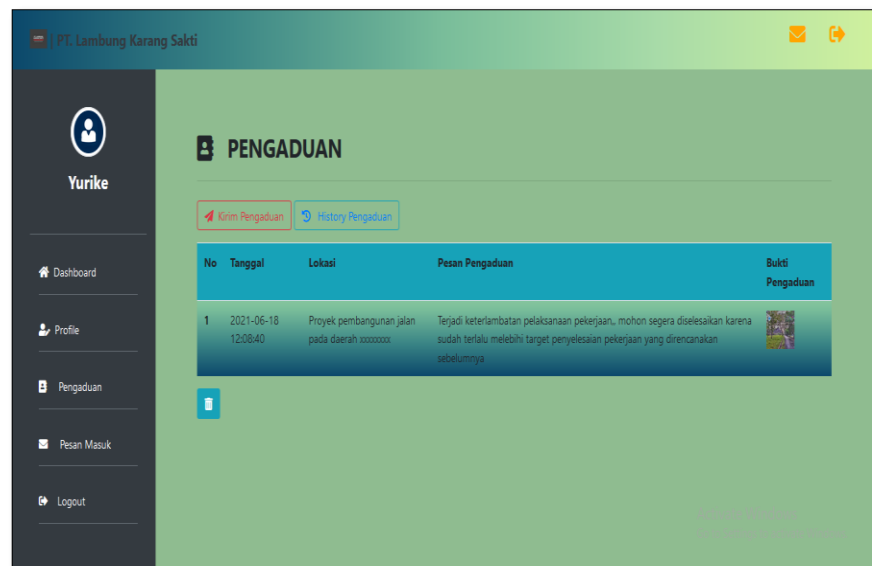 | PT. Lambung Karang Sakti
Yurike
Dashboard
Profile
Pengaduan
Pesan Masuk
Logout
PENGADUAN
Kirim Pengaduan
History Pengaduan
No Tanggal Lokasi Pesan Pengaduan Bukti
Pengaduan
1 2021-06-18 Proyek pembangunan jalan Terjadi keterlambatan pelaksanaan pekerjaan,. mohon segera diselesaikan karena
12:08:40 pada daerah xxxxxxxx sudah terlalu melebihi target penyelesaian pekerjaan yang direncanakan
sebelumnya